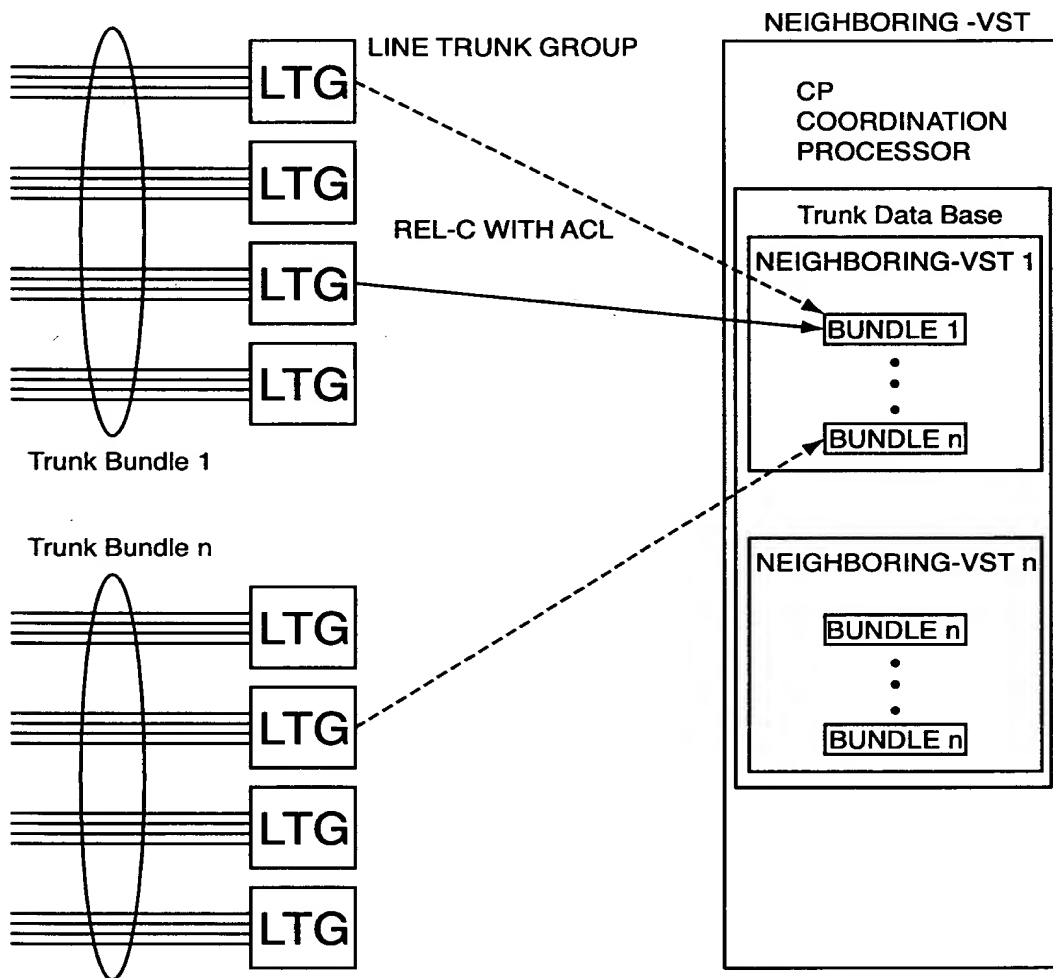 NEIGHBORING -VST
LTG
LINE TRUNK GROUP
CP
COORDINATION
PROCESSOR
LTG
Trunk Data Base
REL-C WITH ACL
NEIGHBORING-VST 1
LTG
BUNDLE 1
LTG
BUNDLE n
Trunk Bundle 1
Trunk Bundle n
NEIGHBORING-VST n
LTG
BUNDLE n
LTG
BUNDLE n
LTG
LTG